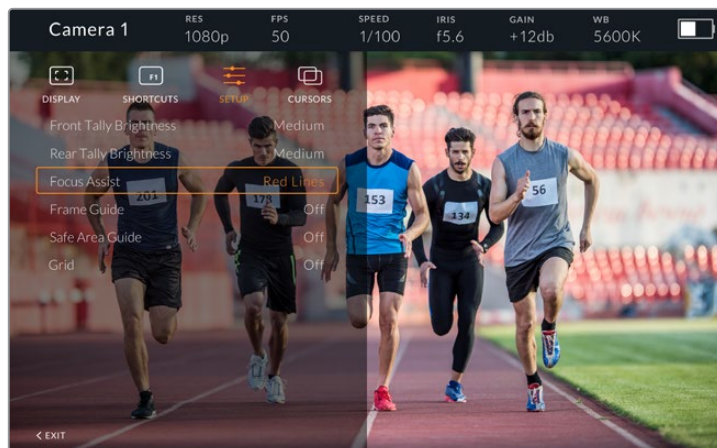 Camera 1
RES FPS SPEED IRIS GAIN WB
1080p 50 1/100 f5.6 +12db 5600K
F1
DISPLAY SHORTCUTS SETUP CURSORS
Front Tally Brightness Medium
Rear Tally Brightness Medium
Focus Assist Red Lines
Frame Guide Off
Safe Area Guide Off
Grid Off
201 178 153 134 56
< EXIT